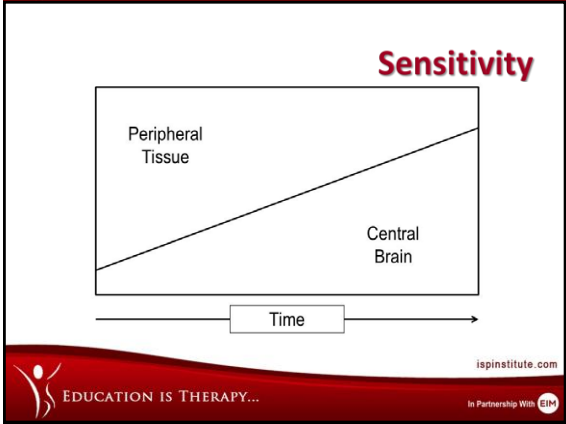 Sensitivity
Peripheral
Tissue
Central
Brain
Time
ispinstitute.com
EDUCATION IS THERAPY...
In Partnership With EIM